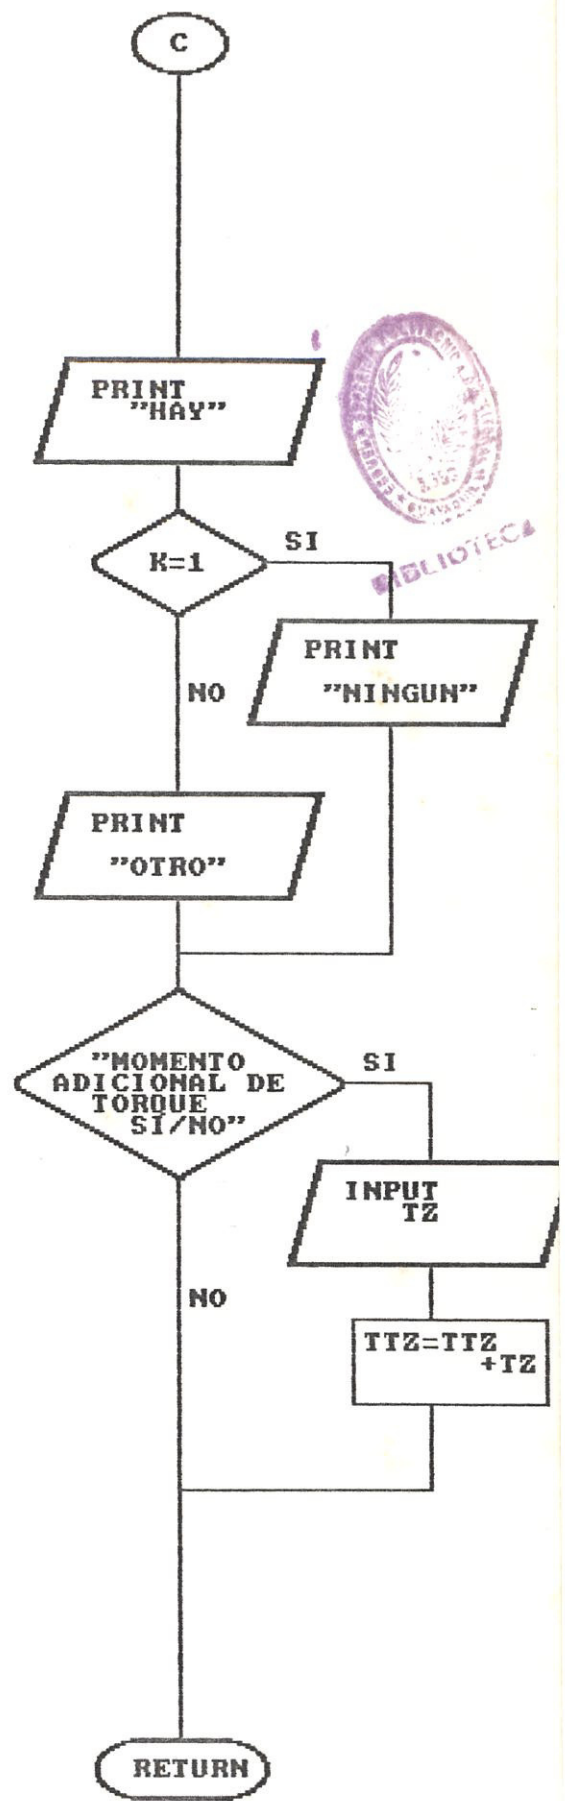 C
PRINT
"HAY"
K=1
SI
PRINT
"NINGUN"
NO
PRINT
"OTRO"
"MOMENTO
ADICIONAL DE
TORQUE
SI/NO"
SI
INPUT
TZ
NO
TTZ=TTZ
+TZ
RETURN
BIBLIOTECA